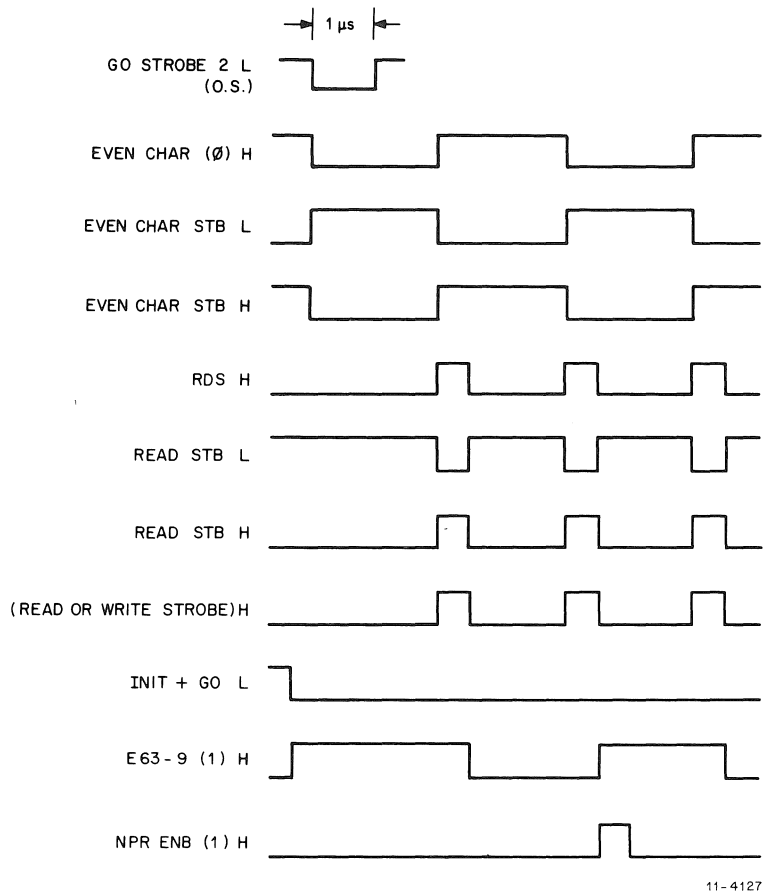 1 µs
GO STROBE 2 L
(O.S.)
EVEN CHAR (Ø) H
EVEN CHAR STB L
EVEN CHAR STB H
RDS H
READ STB L
READ STB H
(READ OR WRITE STROBE) H
INIT + GO L
E63-9 (1) H
NPR ENB (1) H
11-4127